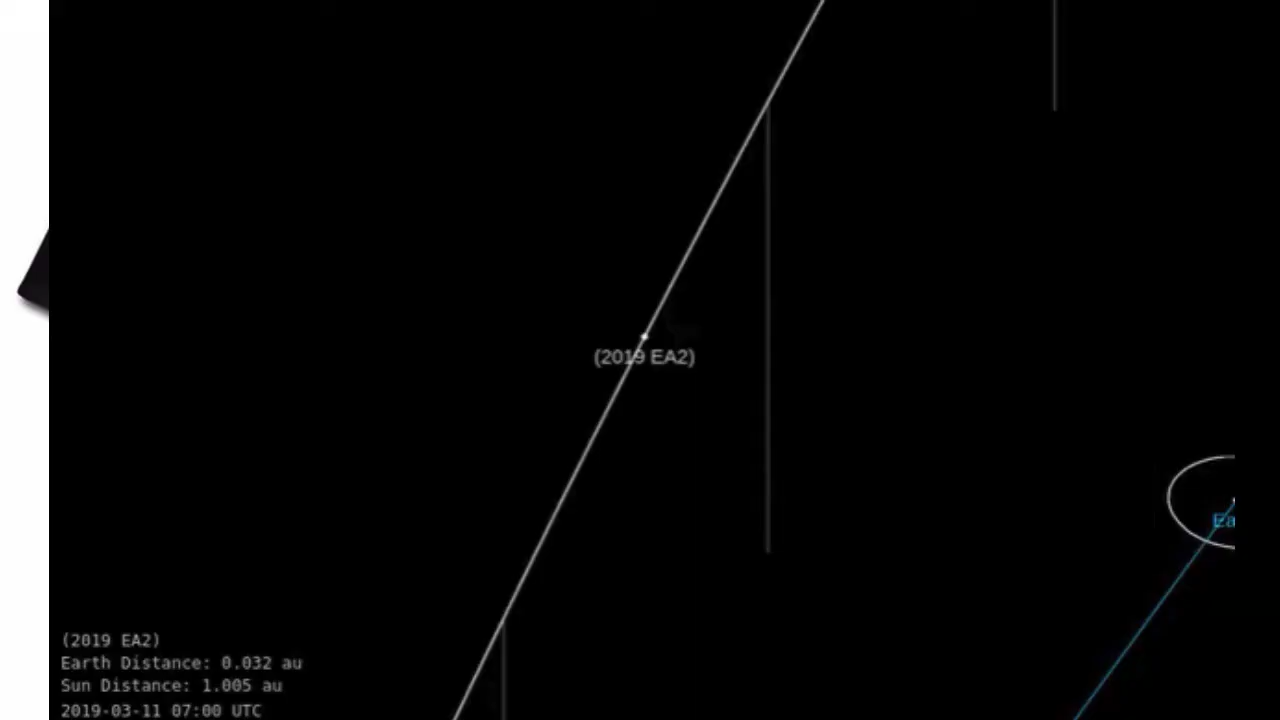 (2019 EA2)
Ea
(2019 EA2)
Earth Distance: 0.032 au
Sun Distance: 1.005 au
2019-03-11 07:00 UTC